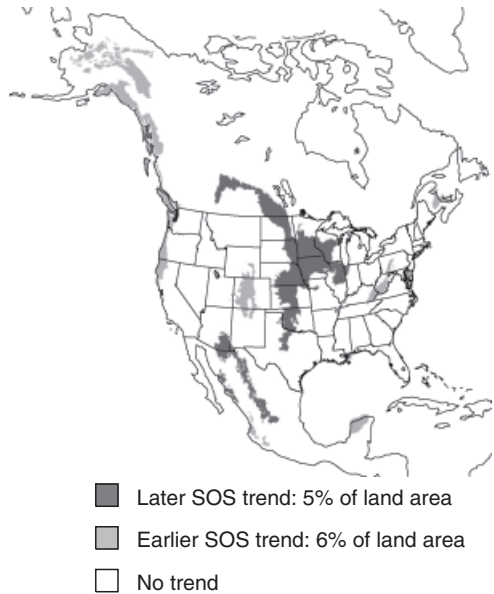 Later SOS trend: 5% of land area
Earlier SOS trend: 6% of land area
No trend